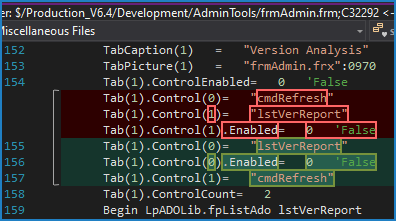 er: $/Production_V6.4/Development/AdminTools/frmAdmin.frm;C32292 <-
Miscellaneous Files
152 TabCaption(1) = "Version Analysis"
153 TabPicture(1) = "frmAdmin.frx":0970
154 Tab(1).ControlEnabled= 0 'False
Tab(1).Control(0)= "cmdRefresh"
Tab(1).Control(1)= "lstVerReport"
Tab(1).Control(1).Enabled= 0 'False
155 Tab(1).Control(0)= "lstVerReport"
156 Tab(1).Control(0).Enabled= 0 'False
157 Tab(1).Control(1)= "cmdRefresh"
158 Tab(1).ControlCount= 2
159 Begin LpADOLib.fpListAdo lstVerReport